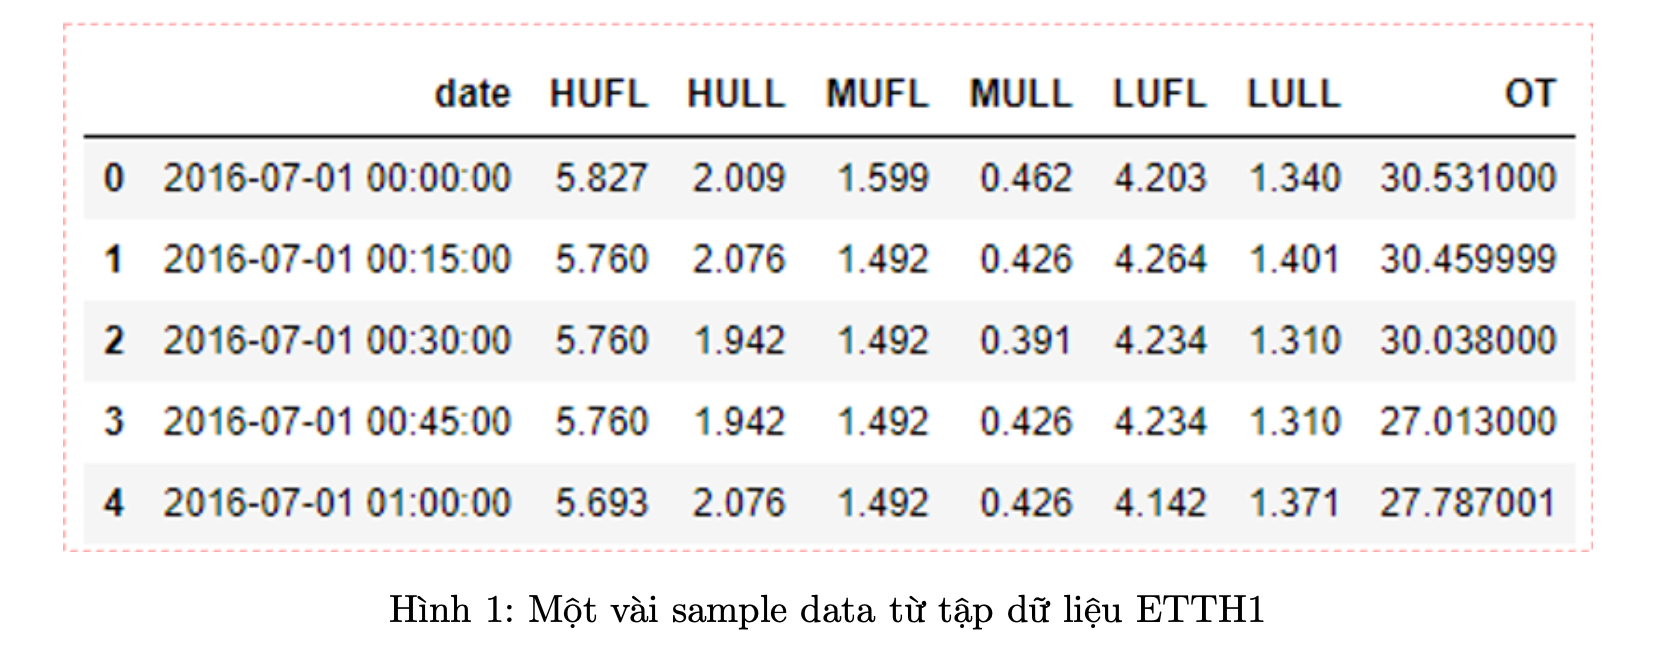 date HUFL HULL MUFL MULL LUFL LULL OT
0 2016-07-01 00:00:00 5.827 2.009 1.599 0.462 4.203 1.340 30.531000
1 2016-07-01 00:15:00 5.760 2.076 1.492 0.426 4.264 1.401 30.459999
2 2016-07-01 00:30:00 5.760 1.942 1.492 0.391 4.234 1.310 30.038000
3 2016-07-01 00:45:00 5.760 1.942 1.492 0.426 4.234 1.310 27.013000
4 2016-07-01 01:00:00 5.693 2.076 1.492 0.426 4.142 1.371 27.787001
Hình 1: Một vài sample data từ tập dữ liệu ETTH1